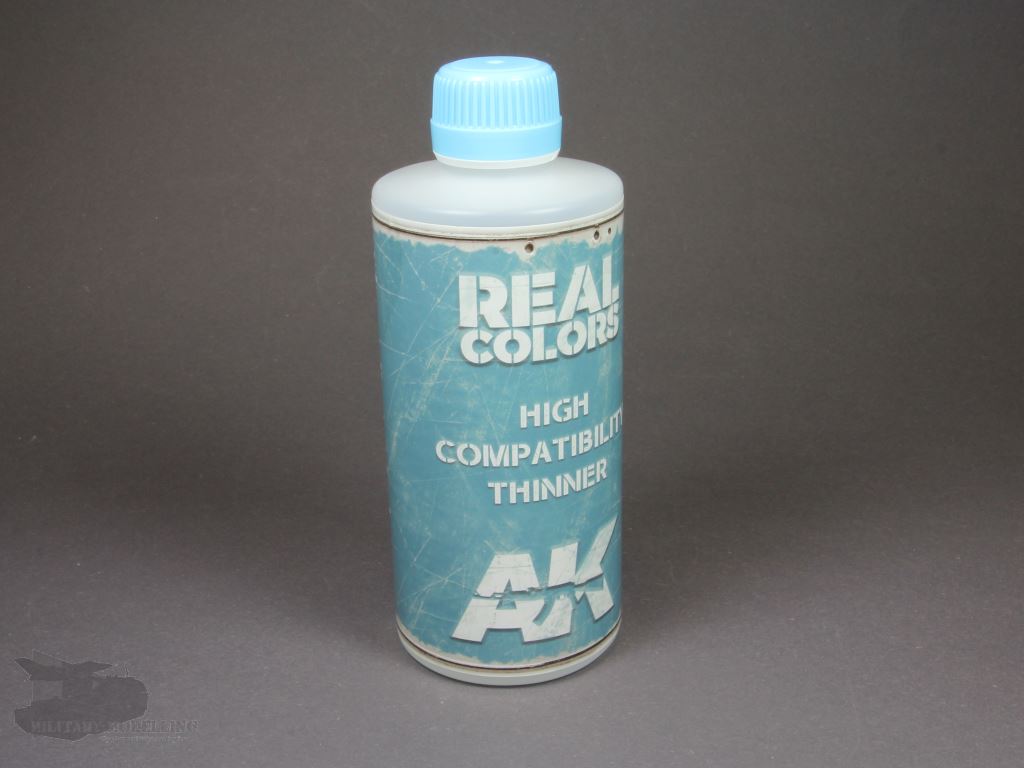 REAL
COLORS
HIGH
COMPATIBILITY
THINNER
AK
MILITARY-MODELLING